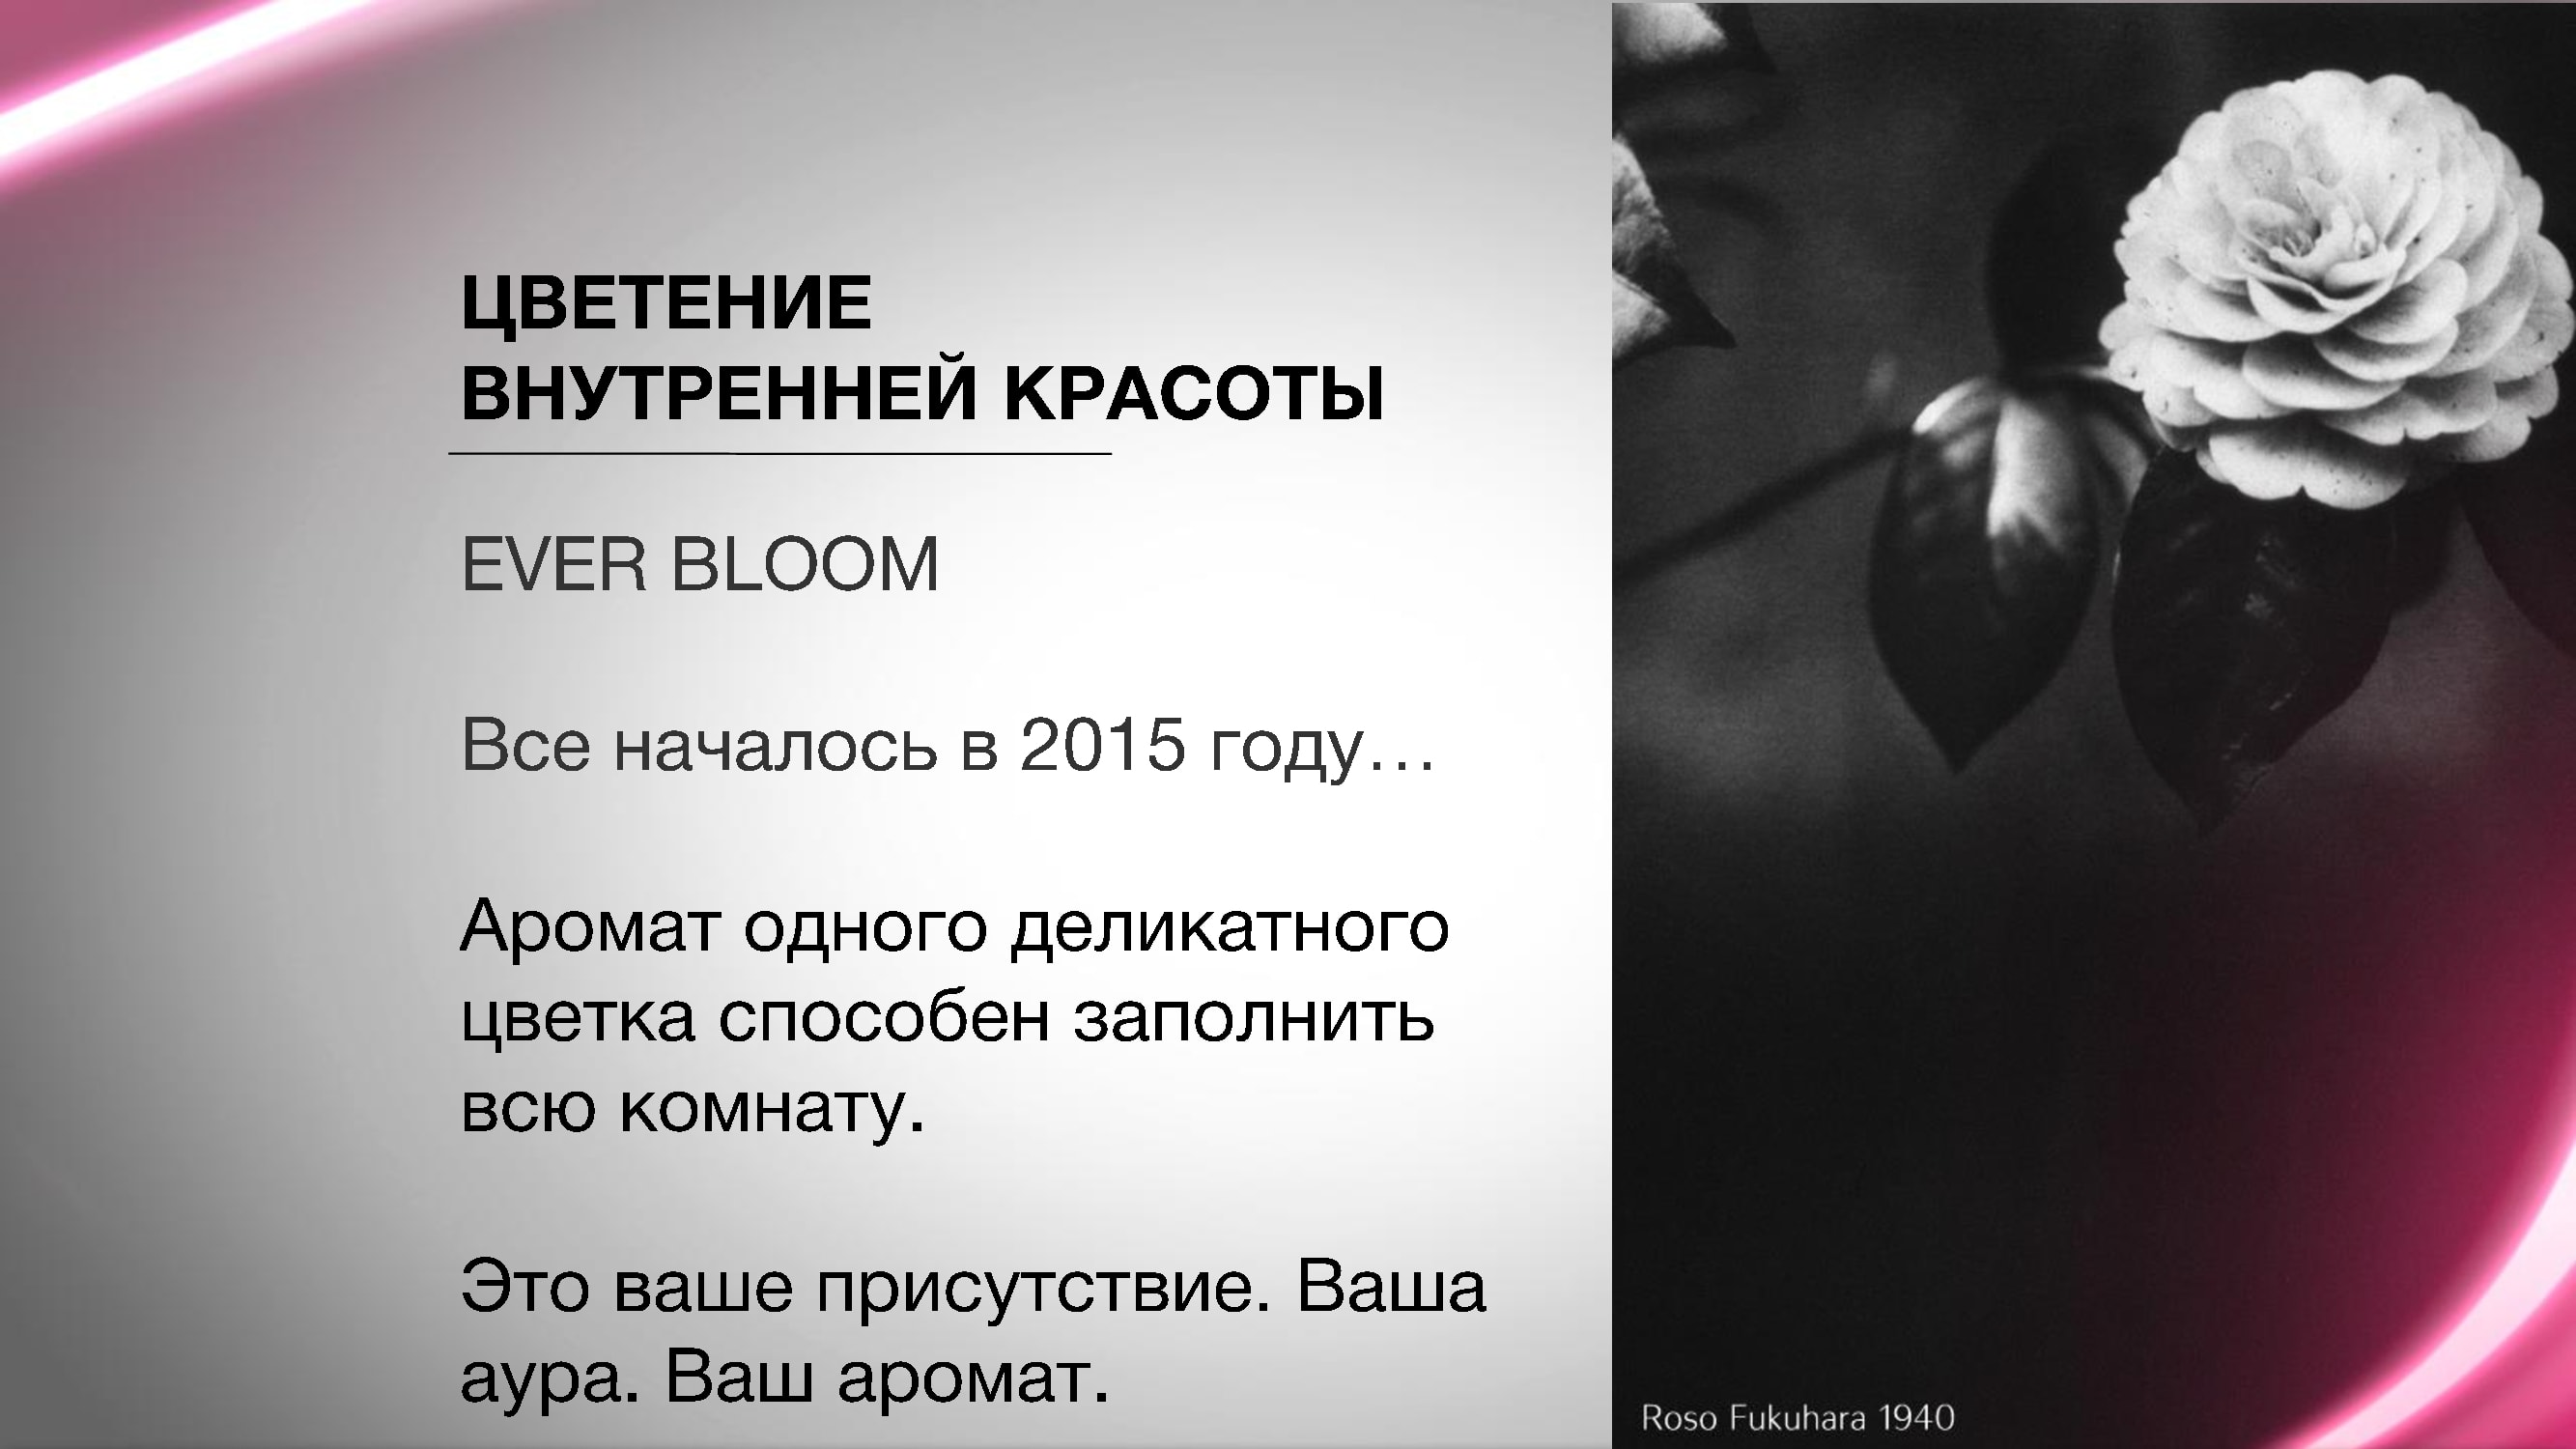 ЦВЕТЕНИЕ
ВНУТРЕННЕЙ КРАСОТЫ
EVER BLOOM
Все началось в 2015 году…
Аромат одного деликатного
цветка способен заполнить
всю комнату.
Это ваше присутствие. Ваша
аура. Ваш аромат.
Roso Fukuhara 1940